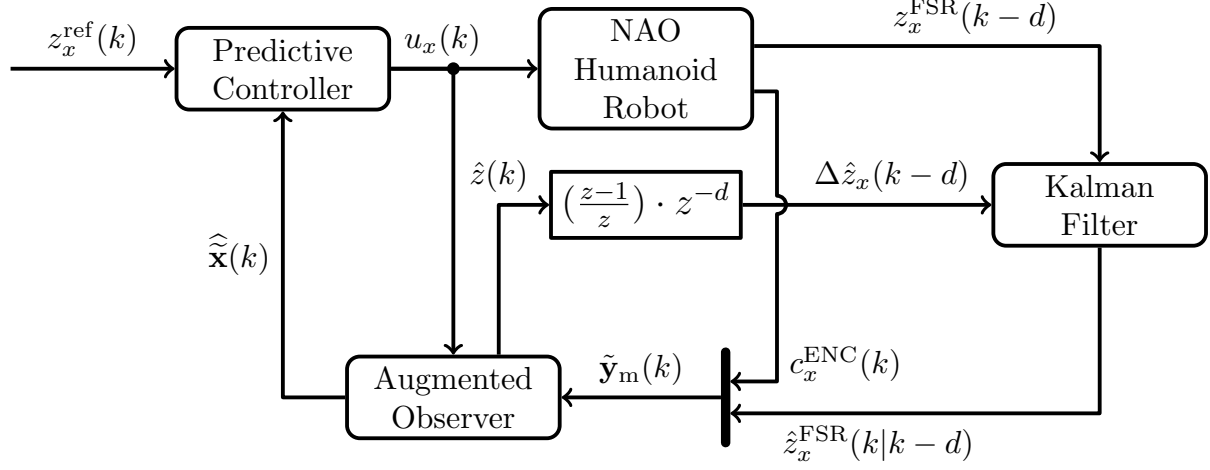 z_x^ref(k)
Predictive
Controller
u_x(k)
NAO
Humanoid
Robot
z_x^FSR(k − d)
ẑ(k)
((z−1)/z) · z^−d
Δẑ_x(k − d)
Kalman
Filter
x̃̂(k)
Augmented
Observer
ỹ_m(k)
c_x^ENC(k)
ẑ_x^FSR(k|k − d)